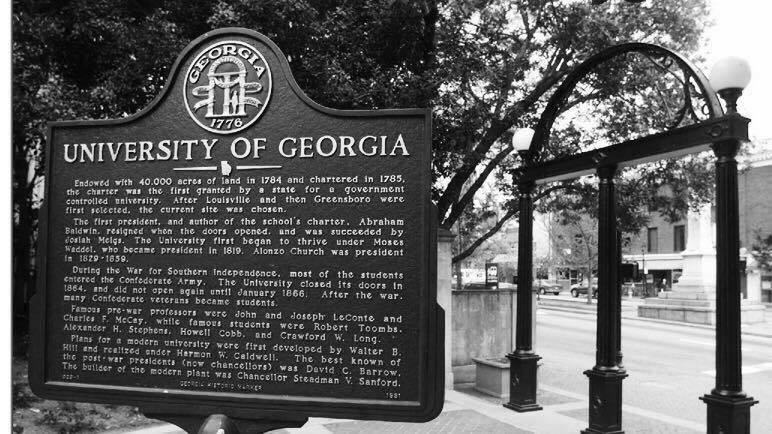 GEORGIA
1776
UNIVERSITY OF GEORGIA
Endowed with 40,000 acres of land in 1784 and chartered in 1785,
the charter was the first granted by a state for a government
controlled university. After Louisville and then Greensboro were
first selected, the current site was chosen.
The first president, and author of the school's charter, Abraham
Baldwin, resigned when the doors opened, and was succeeded by
Josiah Meigs. The University first began to thrive under Moses
Waddel, who became president in 1819. Alonzo Church was president
in 1829-1859.
During the War for Southern Independence, most of the students
entered the Confederate Army. The University closed its doors in
1864, and did not open again until January 1866. After the war,
many Confederate veterans became students.
Famous pre-war professors were John and Joseph LeConte and
Charles F. McCay, while famous students were Robert Toombs,
Alexander H. Stephens, Howell Cobb, and Crawford W. Long.
Plans for a modern university were first developed by Walter B.
Hill and realized under Harmon W. Caldwell. The best known of
the post-war presidents (now chancellors) was David C. Barrow.
The builder of the modern plant was Chancellor Steadman V. Sanford.
GEORGIA HISTORIC MARKER